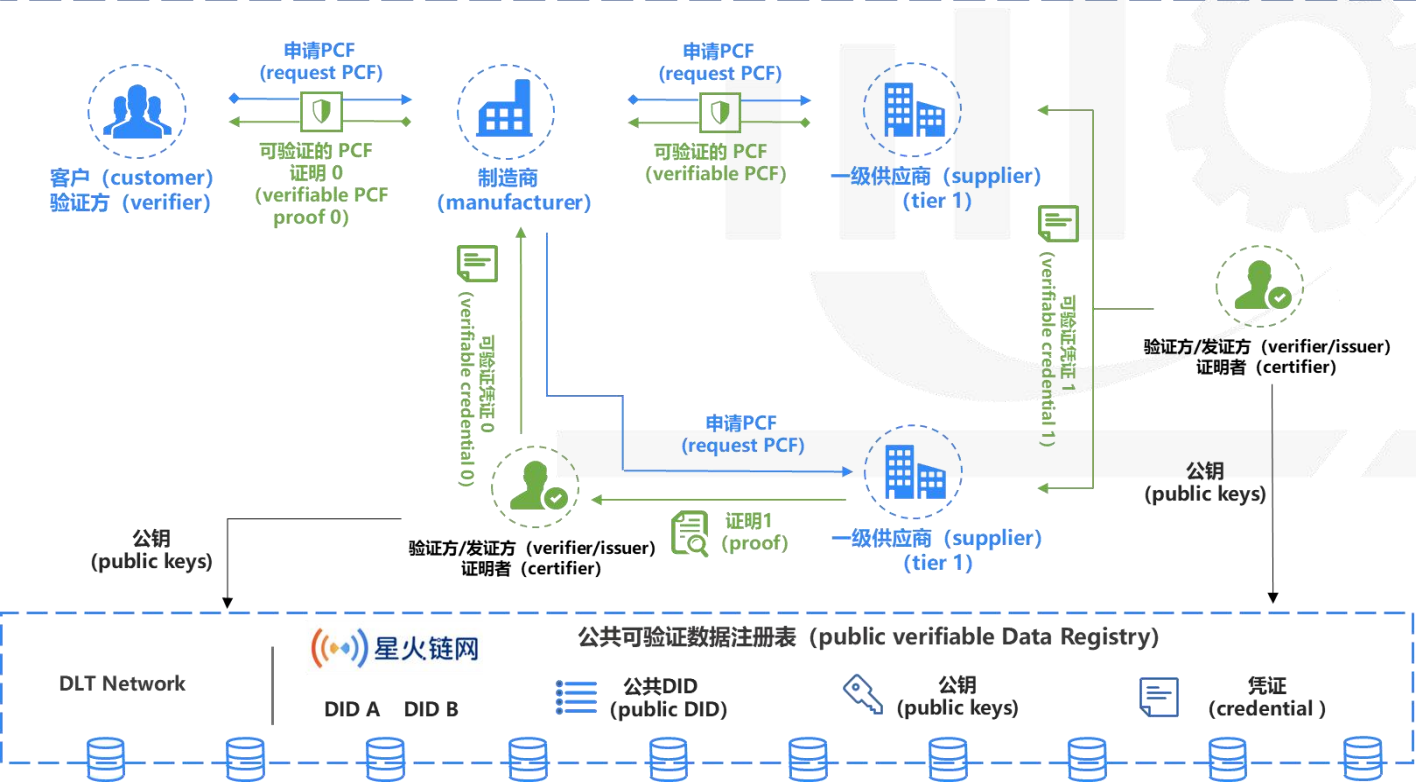 申请PCF
(request PCF)
申请PCF
(request PCF)
可验证的 PCF
证明 0
(verifiable PCF
proof 0)
可验证的 PCF
(verifiable PCF)
客户（customer）
验证方（verifier）
制造商
(manufacturer)
一级供应商（supplier）
(tier 1)
可验证凭证 0
(verifiable credential 0)
可验证凭证 1
(verifiable credential 1)
验证方/发证方（verifier/issuer）
证明者（certifier）
申请PCF
(request PCF)
公钥
(public keys)
证明1
（proof）
一级供应商（supplier）
(tier 1)
验证方/发证方（verifier/issuer）
证明者（certifier）
公钥
(public keys)
公共可验证数据注册表（public verifiable Data Registry）
星火链网
DLT Network
DID A DID B
公共DID
(public DID)
公钥
(public keys)
凭证
(credential )